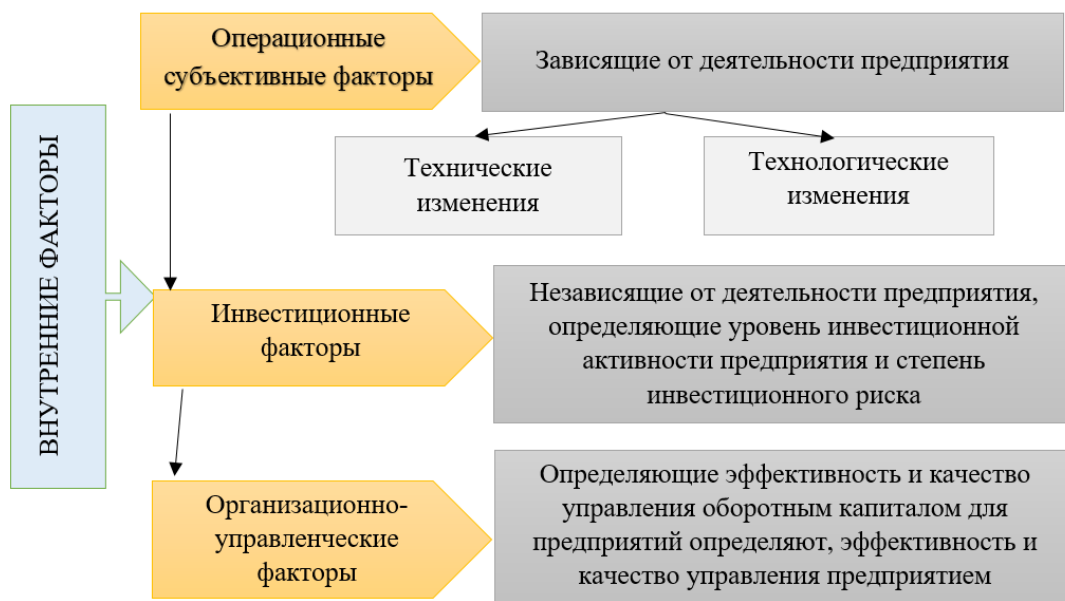 ВНУТРЕННИЕ ФАКТОРЫ
Операционные
субъективные факторы
Зависящие от деятельности предприятия
Технические
изменения
Технологические
изменения
Инвестиционные
факторы
Независящие от деятельности предприятия,
определяющие уровень инвестиционной
активности предприятия и степень
инвестиционного риска
Организационно-
управленческие
факторы
Определяющие эффективность и качество
управления оборотным капиталом для
предприятий определяют, эффективность и
качество управления предприятием